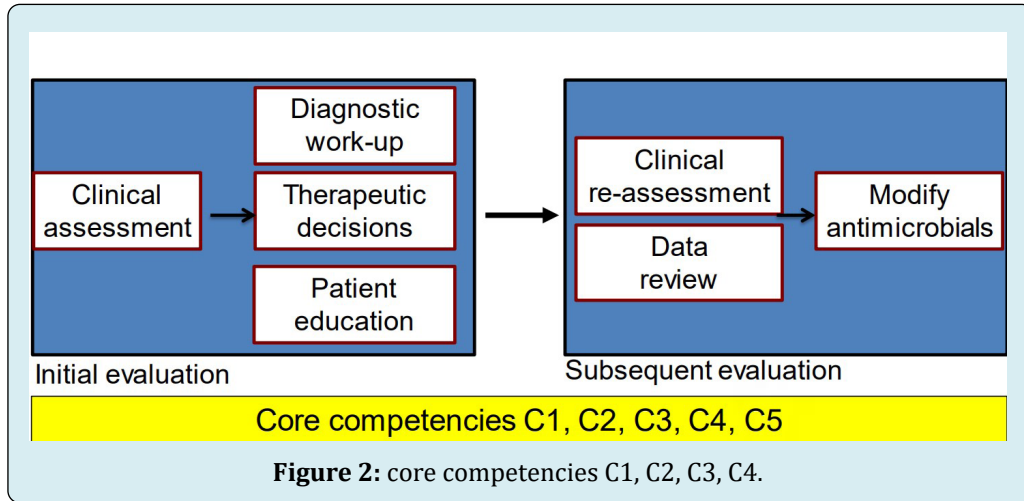 Clinical
assessment
Diagnostic
work-up
Therapeutic
decisions
Patient
education
Initial evaluation
Clinical
re-assessment
Data
review
Modify
antimicrobials
Subsequent evaluation
Core competencies C1, C2, C3, C4, C5
Figure 2: core competencies C1, C2, C3, C4.